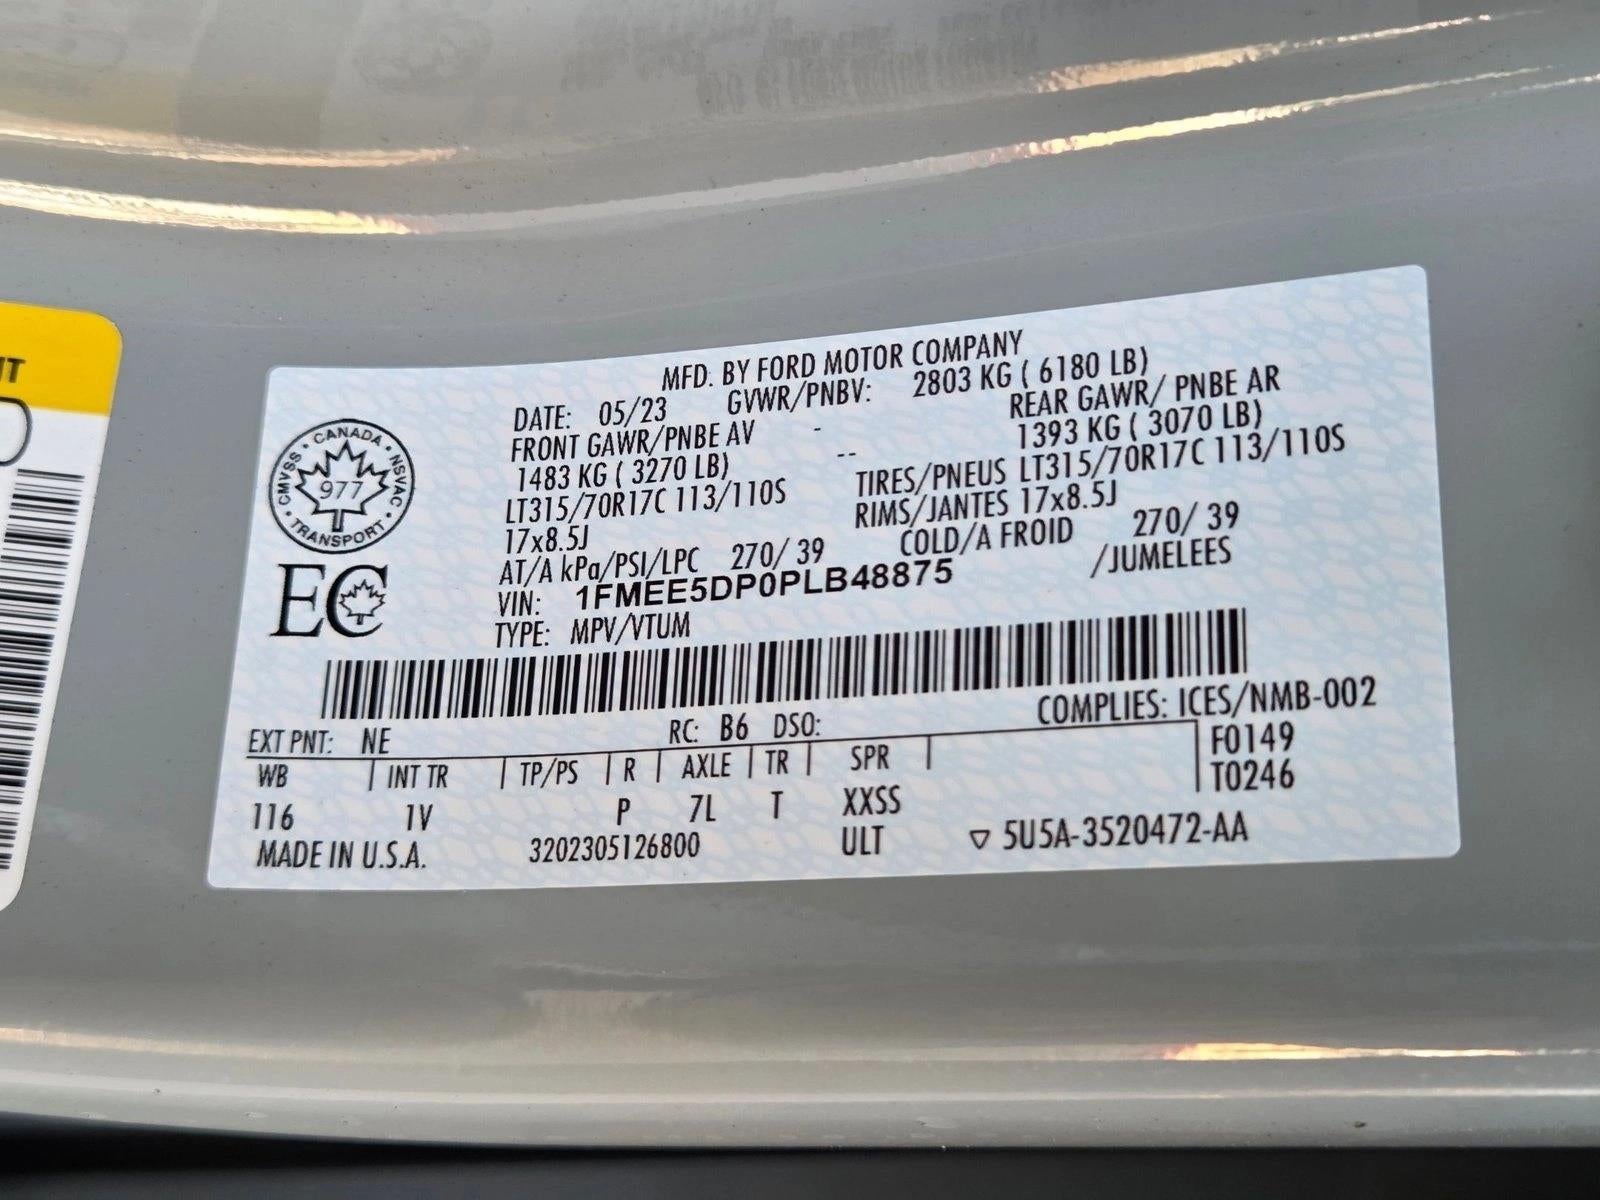 NT
MFD. BY FORD MOTOR COMPANY
DATE: 05/23 GVWR/PNBV: 2803 KG ( 6180 LB)
FRONT GAWR/PNBE AV - REAR GAWR/ PNBE AR
1483 KG ( 3270 LB) -- 1393 KG ( 3070 LB)
LT315/70R17C 113/110S TIRES/PNEUS LT315/70R17C 113/110S
17x8.5J RIMS/JANTES 17x8.5J
AT/A kPa/PSI/LPC 270/ 39 COLD/A FROID 270/ 39
VIN: 1FMEE5DP0PLB48875 /JUMELEES
TYPE: MPV/VTUM
CANADA
CMVSS
977
NSVAC
TRANSPORT
EC
COMPLIES: ICES/NMB-002
EXT PNT: NE RC: B6 DSO:
WB INT TR TP/PS R AXLE TR SPR F0149
116 1V P 7L T XXSS T0246
MADE IN U.S.A. 3202305126800 ULT ▽ 5U5A-3520472-AA